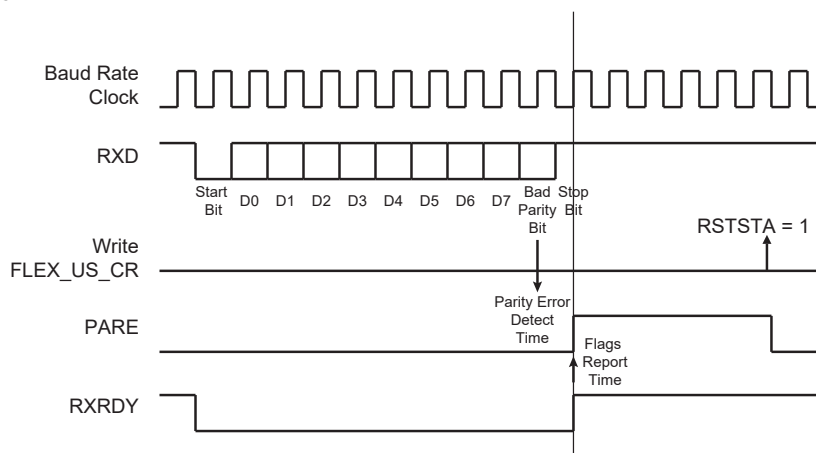 Baud Rate
Clock
RXD
Start
Bit
D0 D1 D2 D3 D4 D5 D6 D7
Bad
Parity
Bit
Stop
Bit
RSTSTA = 1
Write
FLEX_US_CR
Parity Error
Detect
Time
PARE
Flags
Report
Time
RXRDY